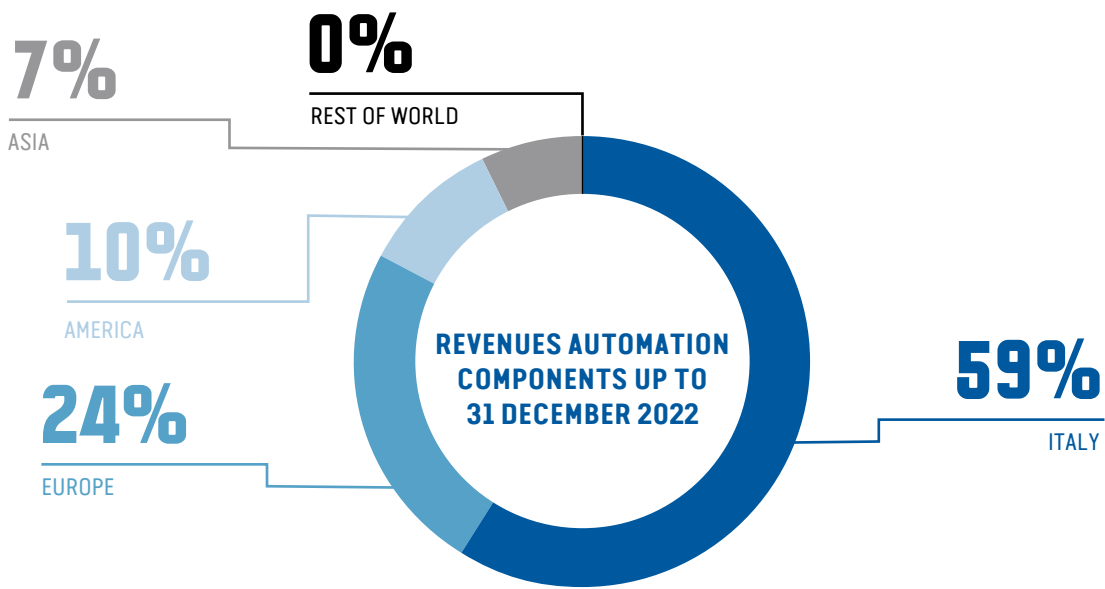 0%
REST OF WORLD
7%
ASIA
10%
AMERICA
24%
EUROPE
REVENUES AUTOMATION
COMPONENTS UP TO
31 DECEMBER 2022
59%
ITALY